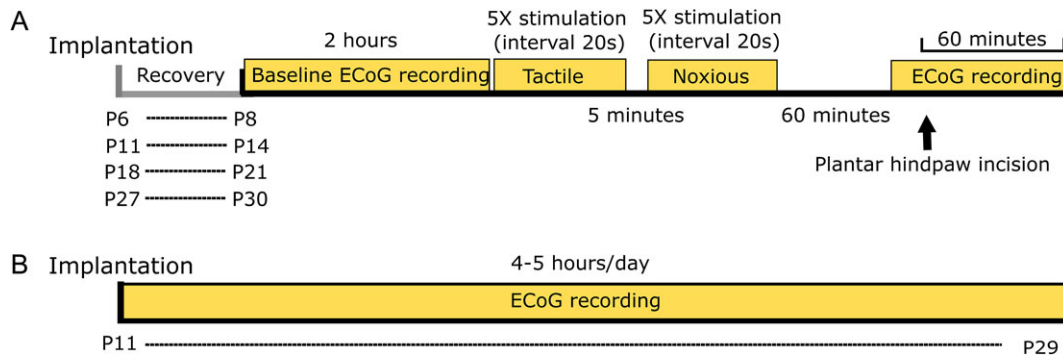 A
Implantation
Recovery
2 hours
Baseline ECoG recording
5X stimulation
(interval 20s)
Tactile
5X stimulation
(interval 20s)
Noxious
60 minutes
ECoG recording
5 minutes
60 minutes
Plantar hindpaw incision
P6 P8
P11 P14
P18 P21
P27 P30
B
Implantation
4-5 hours/day
ECoG recording
P11 P29